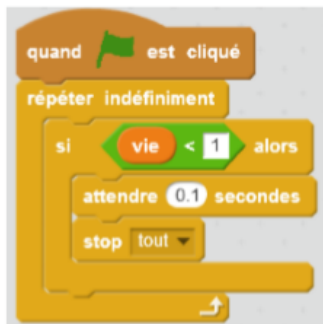 quand est cliqué
répéter indéfiniment
si vie < 1 alors
attendre 0.1 secondes
stop tout